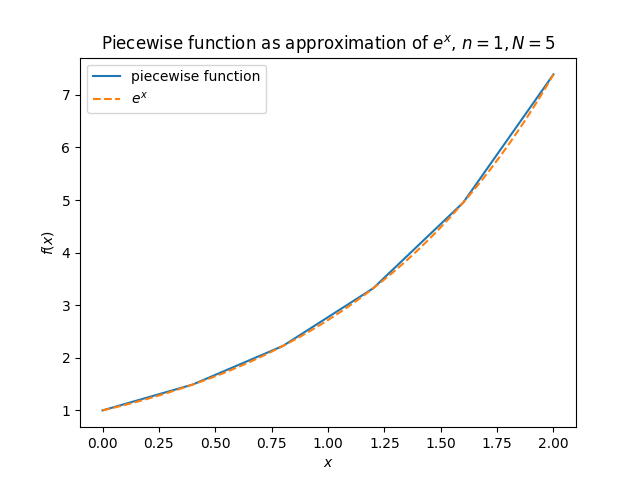 Piecewise function as approximation of $e^x$, $n = 1, N = 5$
piecewise function
$e^x$
7
6
5
4
3
2
1
f(x)
0.00 0.25 0.50 0.75 1.00 1.25 1.50 1.75 2.00
x